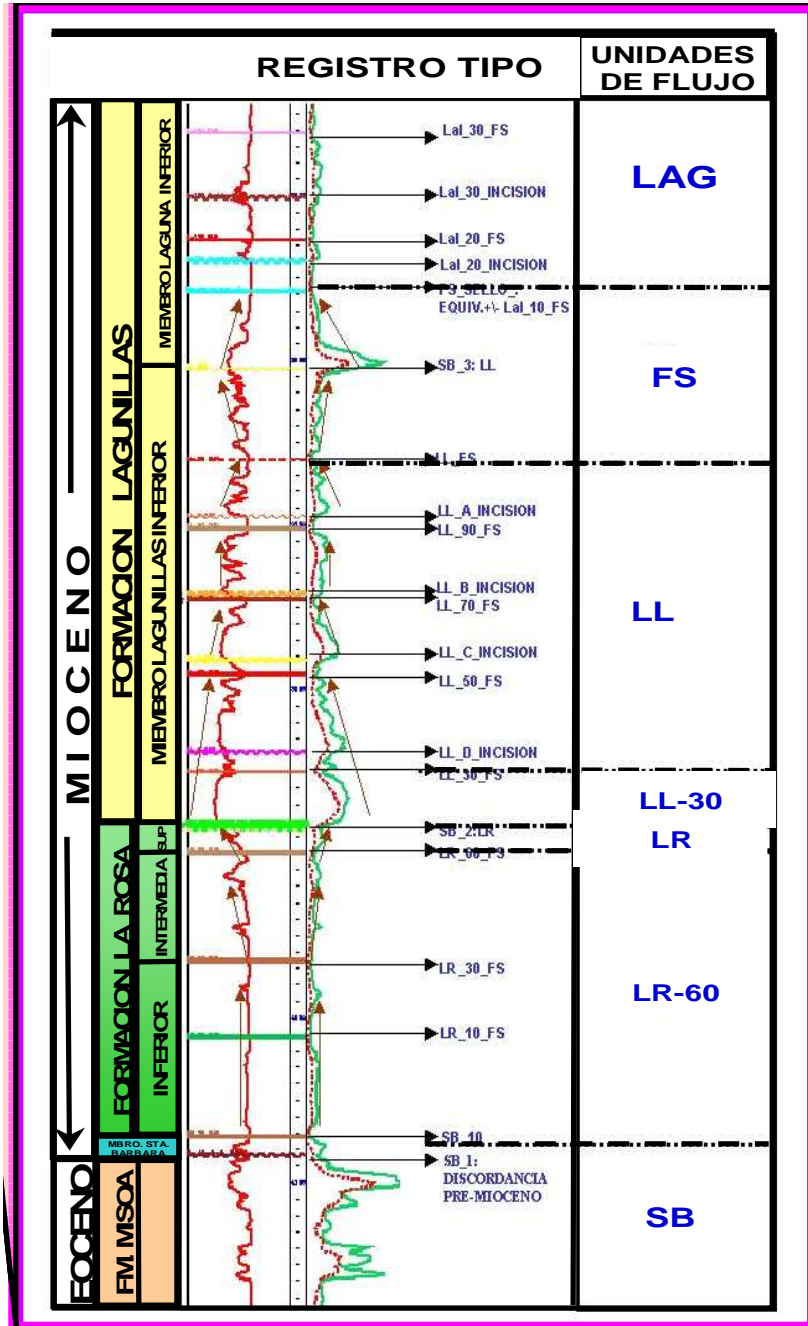 REGISTRO TIPO
UNIDADES
DE FLUJO
MIOCENO
EOCENO
FORMACION LAGUNILLAS
FORMACION LA ROSA
MBRO. STA.
BARBARA
FM. MISOA
MIEMBRO LAGUNA INFERIOR
MIEMBRO LAGUNILLAS INFERIOR
SUP
INTERMEDIA
INFERIOR
Lal_30_FS
Lal_30_INCISION
Lal_20_FS
Lal_20_INCISION
FS_SELLO_:
EQUIV.+\- Lal_10_FS
SB_3: LL
LL_FS
LL_A_INCISION
LL_90_FS
LL_B_INCISION
LL_70_FS
LL_C_INCISION
LL_50_FS
LL_D_INCISION
LL_30_FS
SB_2:LR
LR_60_FS
LR_30_FS
LR_10_FS
SB_10
SB_1:
DISCORDANCIA
PRE-MIOCENO
LAG
FS
LL
LL-30
LR
LR-60
SB